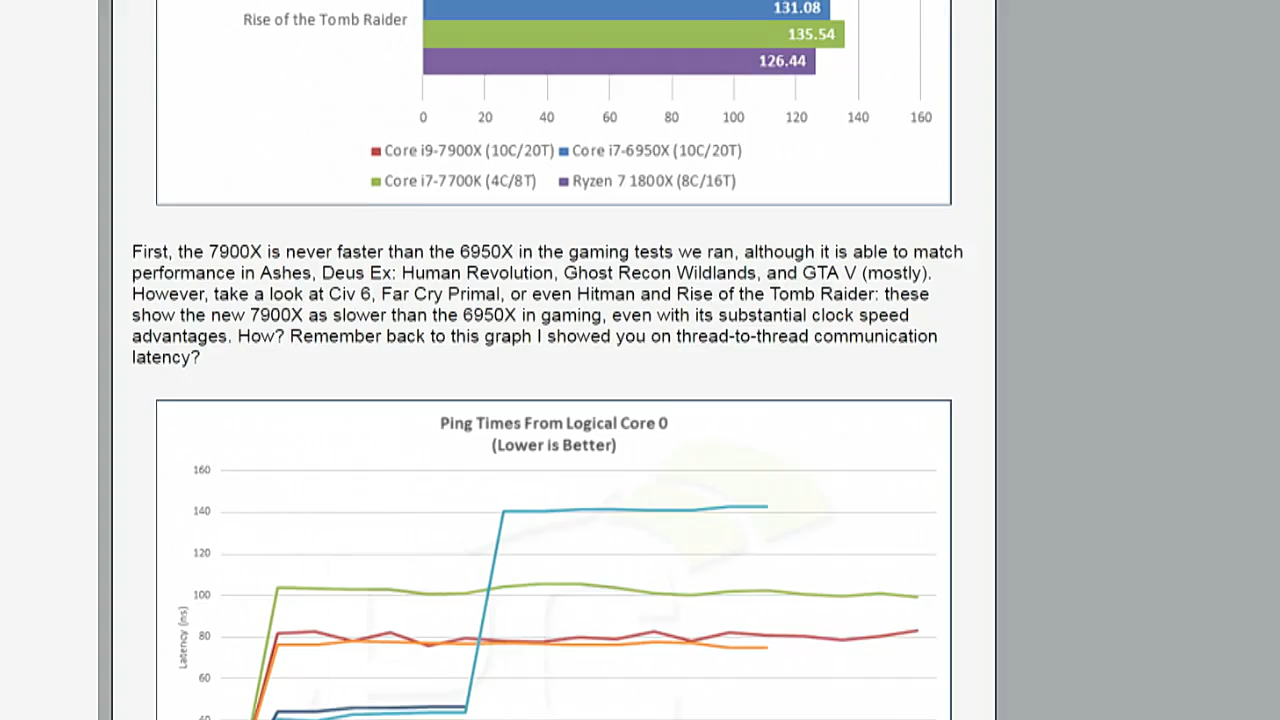 131.08
Rise of the Tomb Raider
135.54
126.44
0 20 40 60 80 100 120 140 160
Core i9-7900X (10C/20T) Core i7-6950X (10C/20T)
Core i7-7700K (4C/8T) Ryzen 7 1800X (8C/16T)
First, the 7900X is never faster than the 6950X in the gaming tests we ran, although it is able to match
performance in Ashes, Deus Ex: Human Revolution, Ghost Recon Wildlands, and GTA V (mostly).
However, take a look at Civ 6, Far Cry Primal, or even Hitman and Rise of the Tomb Raider: these
show the new 7900X as slower than the 6950X in gaming, even with its substantial clock speed
advantages. How? Remember back to this graph I showed you on thread-to-thread communication
latency?
Ping Times From Logical Core 0
(Lower is Better)
160
140
120
100
80
60
40
Latency (ns)